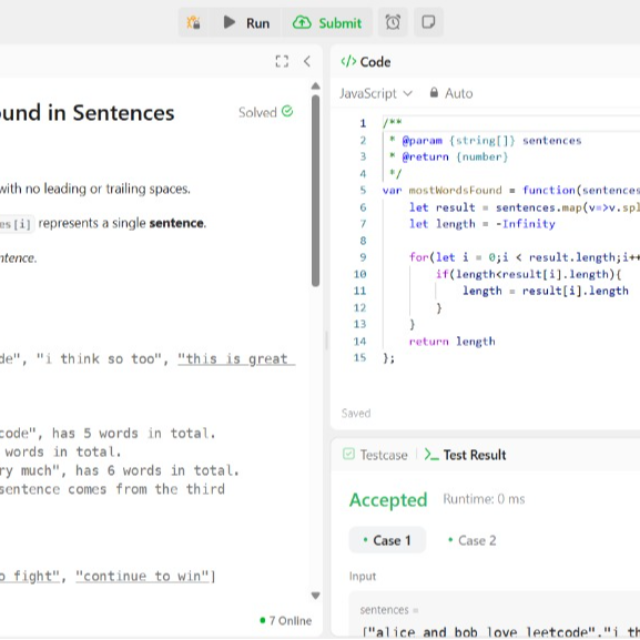 Run Submit
und in Sentences
Solved
with no leading or trailing spaces.
es[i] represents a single sentence.
ntence.
de", "i think so too", "this is great
code", has 5 words in total.
words in total.
ry much", has 6 words in total.
sentence comes from the third
o fight", "continue to win"]
7 Online
</> Code
JavaScript Auto
1 /**
2 * @param {string[]} sentences
3 * @return {number}
4 */
5 var mostWordsFound = function(sentences
6 let result = sentences.map(v=>v.spl
7 let length = -Infinity
8
9 for(let i = 0;i < result.length;i++
10 if(length<result[i].length){
11 length = result[i].length
12 }
13 }
14 return length
15 };
Saved
Testcase >_ Test Result
Accepted Runtime: 0 ms
• Case 1 • Case 2
Input
sentences =
["alice and bob love leetcode","i th